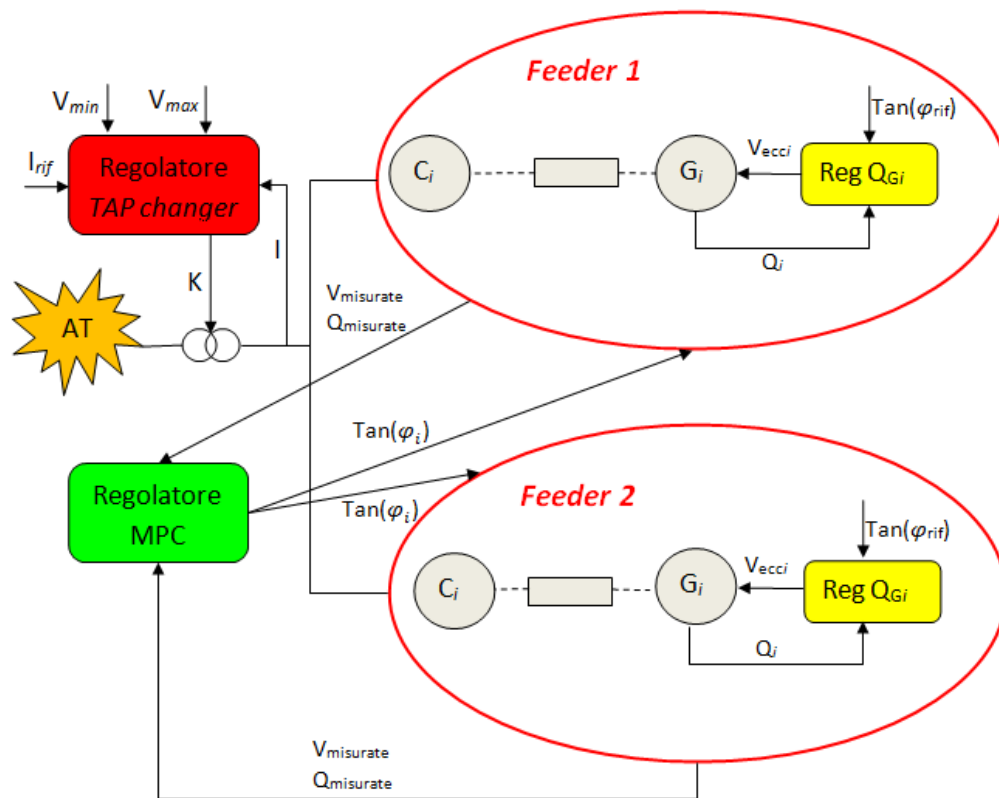 Feeder 1
Vmin
Vmax
Tan(φrif)
Irif
Regolatore
TAP changer
Vecci
Ci
Gi
Reg QGi
I
Qi
K
Vmisurate
Qmisurate
AT
Tan(φi)
Regolatore
MPC
Tan(φi)
Feeder 2
Tan(φrif)
Vecci
Ci
Gi
Reg QGi
Qi
Vmisurate
Qmisurate